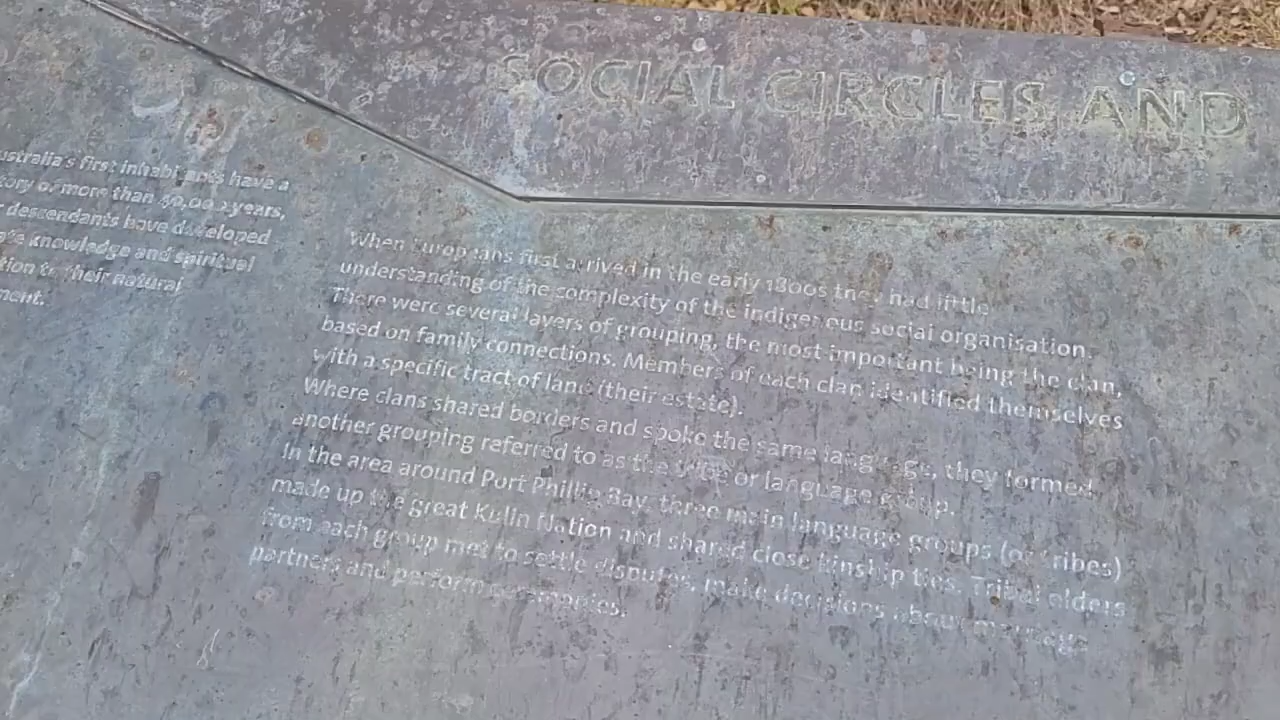 SOCIAL CIRCLES AND
ustralia's first inhabitants have a
tory of more than 40,000 years,
descendants have developed
knowledge and spiritual
tion to their natural
ment.
When Europeans first arrived in the early 1800s they had little
understanding of the complexity of the indigenous social organisation.
There were several layers of grouping, the most important being the clan,
based on family connections. Members of each clan identified themselves
with a specific tract of land (their estate).
Where clans shared borders and spoke the same language, they formed
another grouping referred to as the tribe or language group.
In the area around Port Phillip Bay, three main language groups (or tribes)
made up the great Kulin Nation and shared close kinship ties. Tribal elders
from each group met to settle disputes, make decisions about marriage
partners and perform ceremonies.